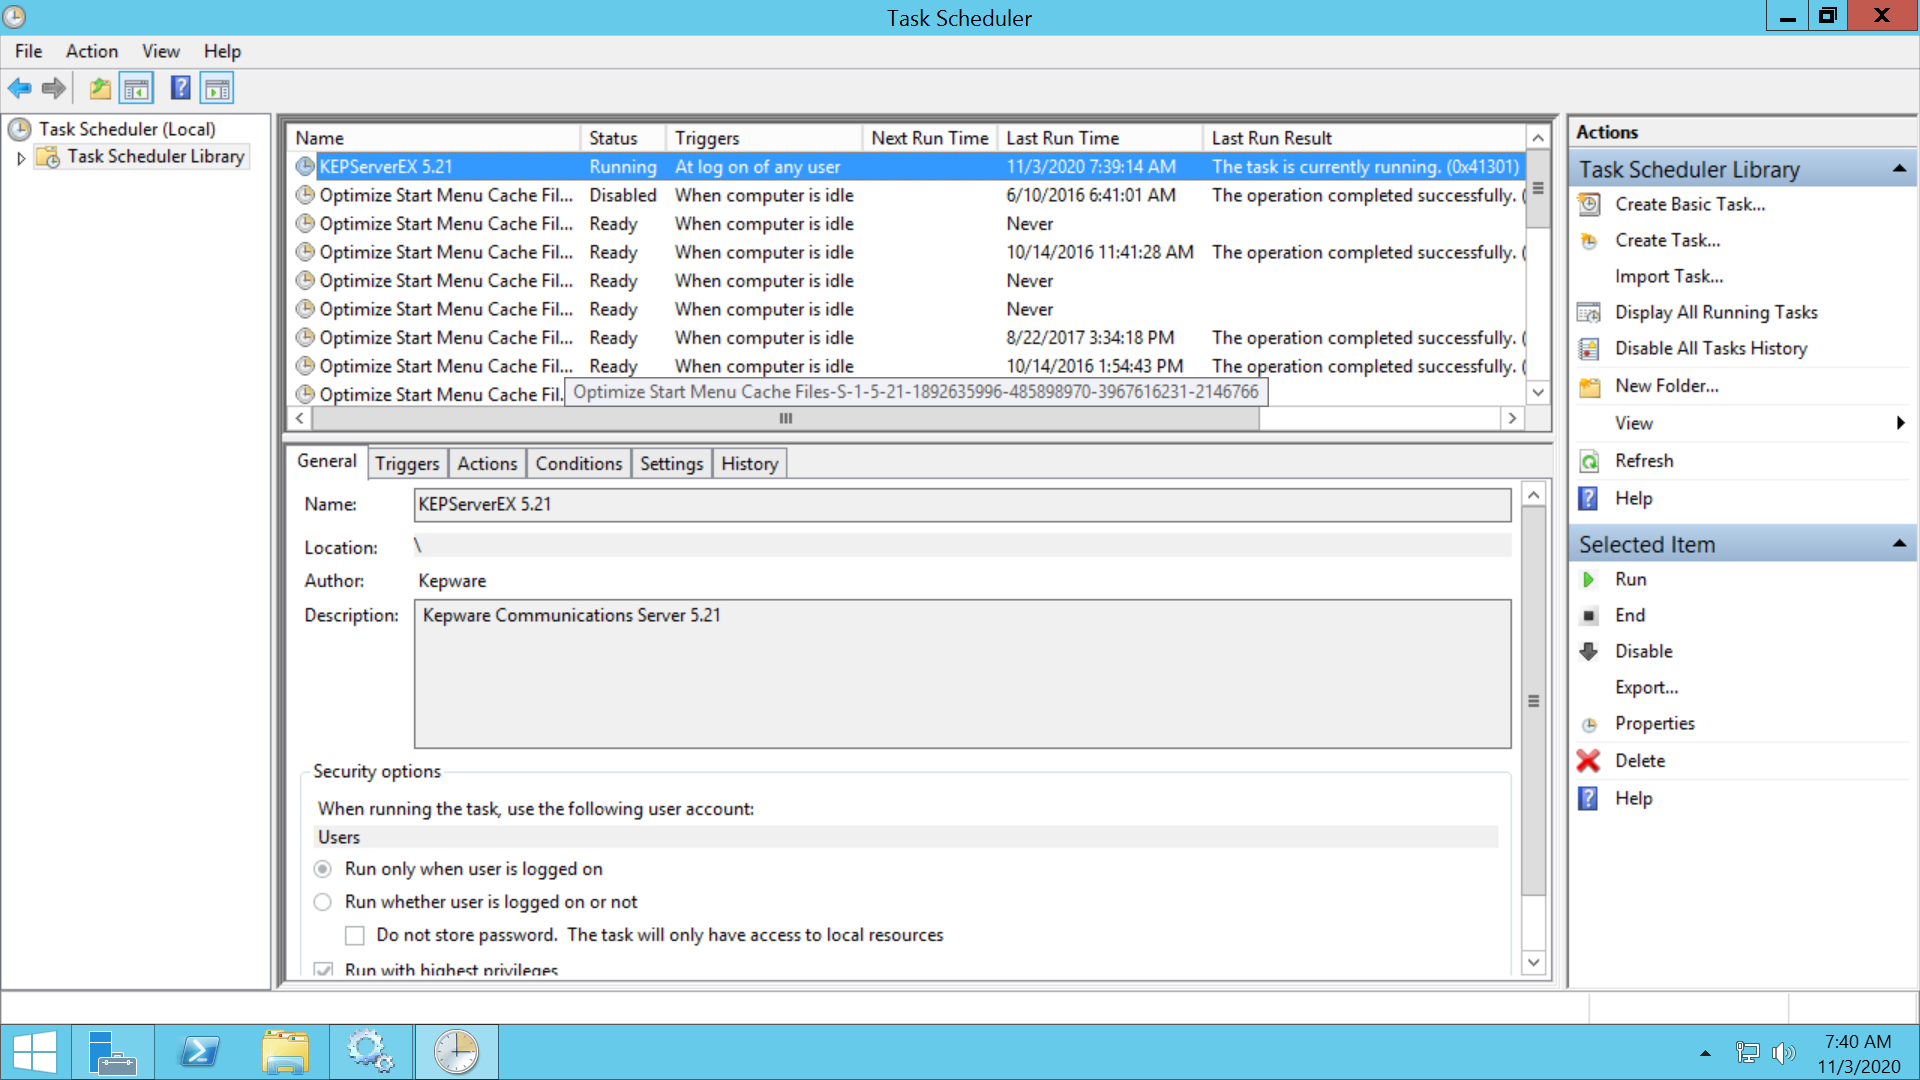 Task Scheduler
File Action View Help
Task Scheduler (Local)
Task Scheduler Library
Name Status Triggers Next Run Time Last Run Time Last Run Result
KEPServerEX 5.21 Running At log on of any user 11/3/2020 7:39:14 AM The task is currently running. (0x41301)
Optimize Start Menu Cache Fil... Disabled When computer is idle 6/10/2016 6:41:01 AM The operation completed successfully. (
Optimize Start Menu Cache Fil... Ready When computer is idle Never
Optimize Start Menu Cache Fil... Ready When computer is idle 10/14/2016 11:41:28 AM The operation completed successfully. (
Optimize Start Menu Cache Fil... Ready When computer is idle Never
Optimize Start Menu Cache Fil... Ready When computer is idle Never
Optimize Start Menu Cache Fil... Ready When computer is idle 8/22/2017 3:34:18 PM The operation completed successfully. (
Optimize Start Menu Cache Fil... Ready When computer is idle 10/14/2016 1:54:43 PM The operation completed successfully. (
Optimize Start Menu Cache Fil.
Optimize Start Menu Cache Files-S-1-5-21-1892635996-485898970-3967616231-2146766
General Triggers Actions Conditions Settings History
Name: KEPServerEX 5.21
Location: \
Author: Kepware
Description: Kepware Communications Server 5.21
Security options
When running the task, use the following user account:
Users
Run only when user is logged on
Run whether user is logged on or not
Do not store password. The task will only have access to local resources
Run with highest privileges
Actions
Task Scheduler Library
Create Basic Task...
Create Task...
Import Task...
Display All Running Tasks
Disable All Tasks History
New Folder...
View
Refresh
Help
Selected Item
Run
End
Disable
Export...
Properties
Delete
Help
7:40 AM
11/3/2020